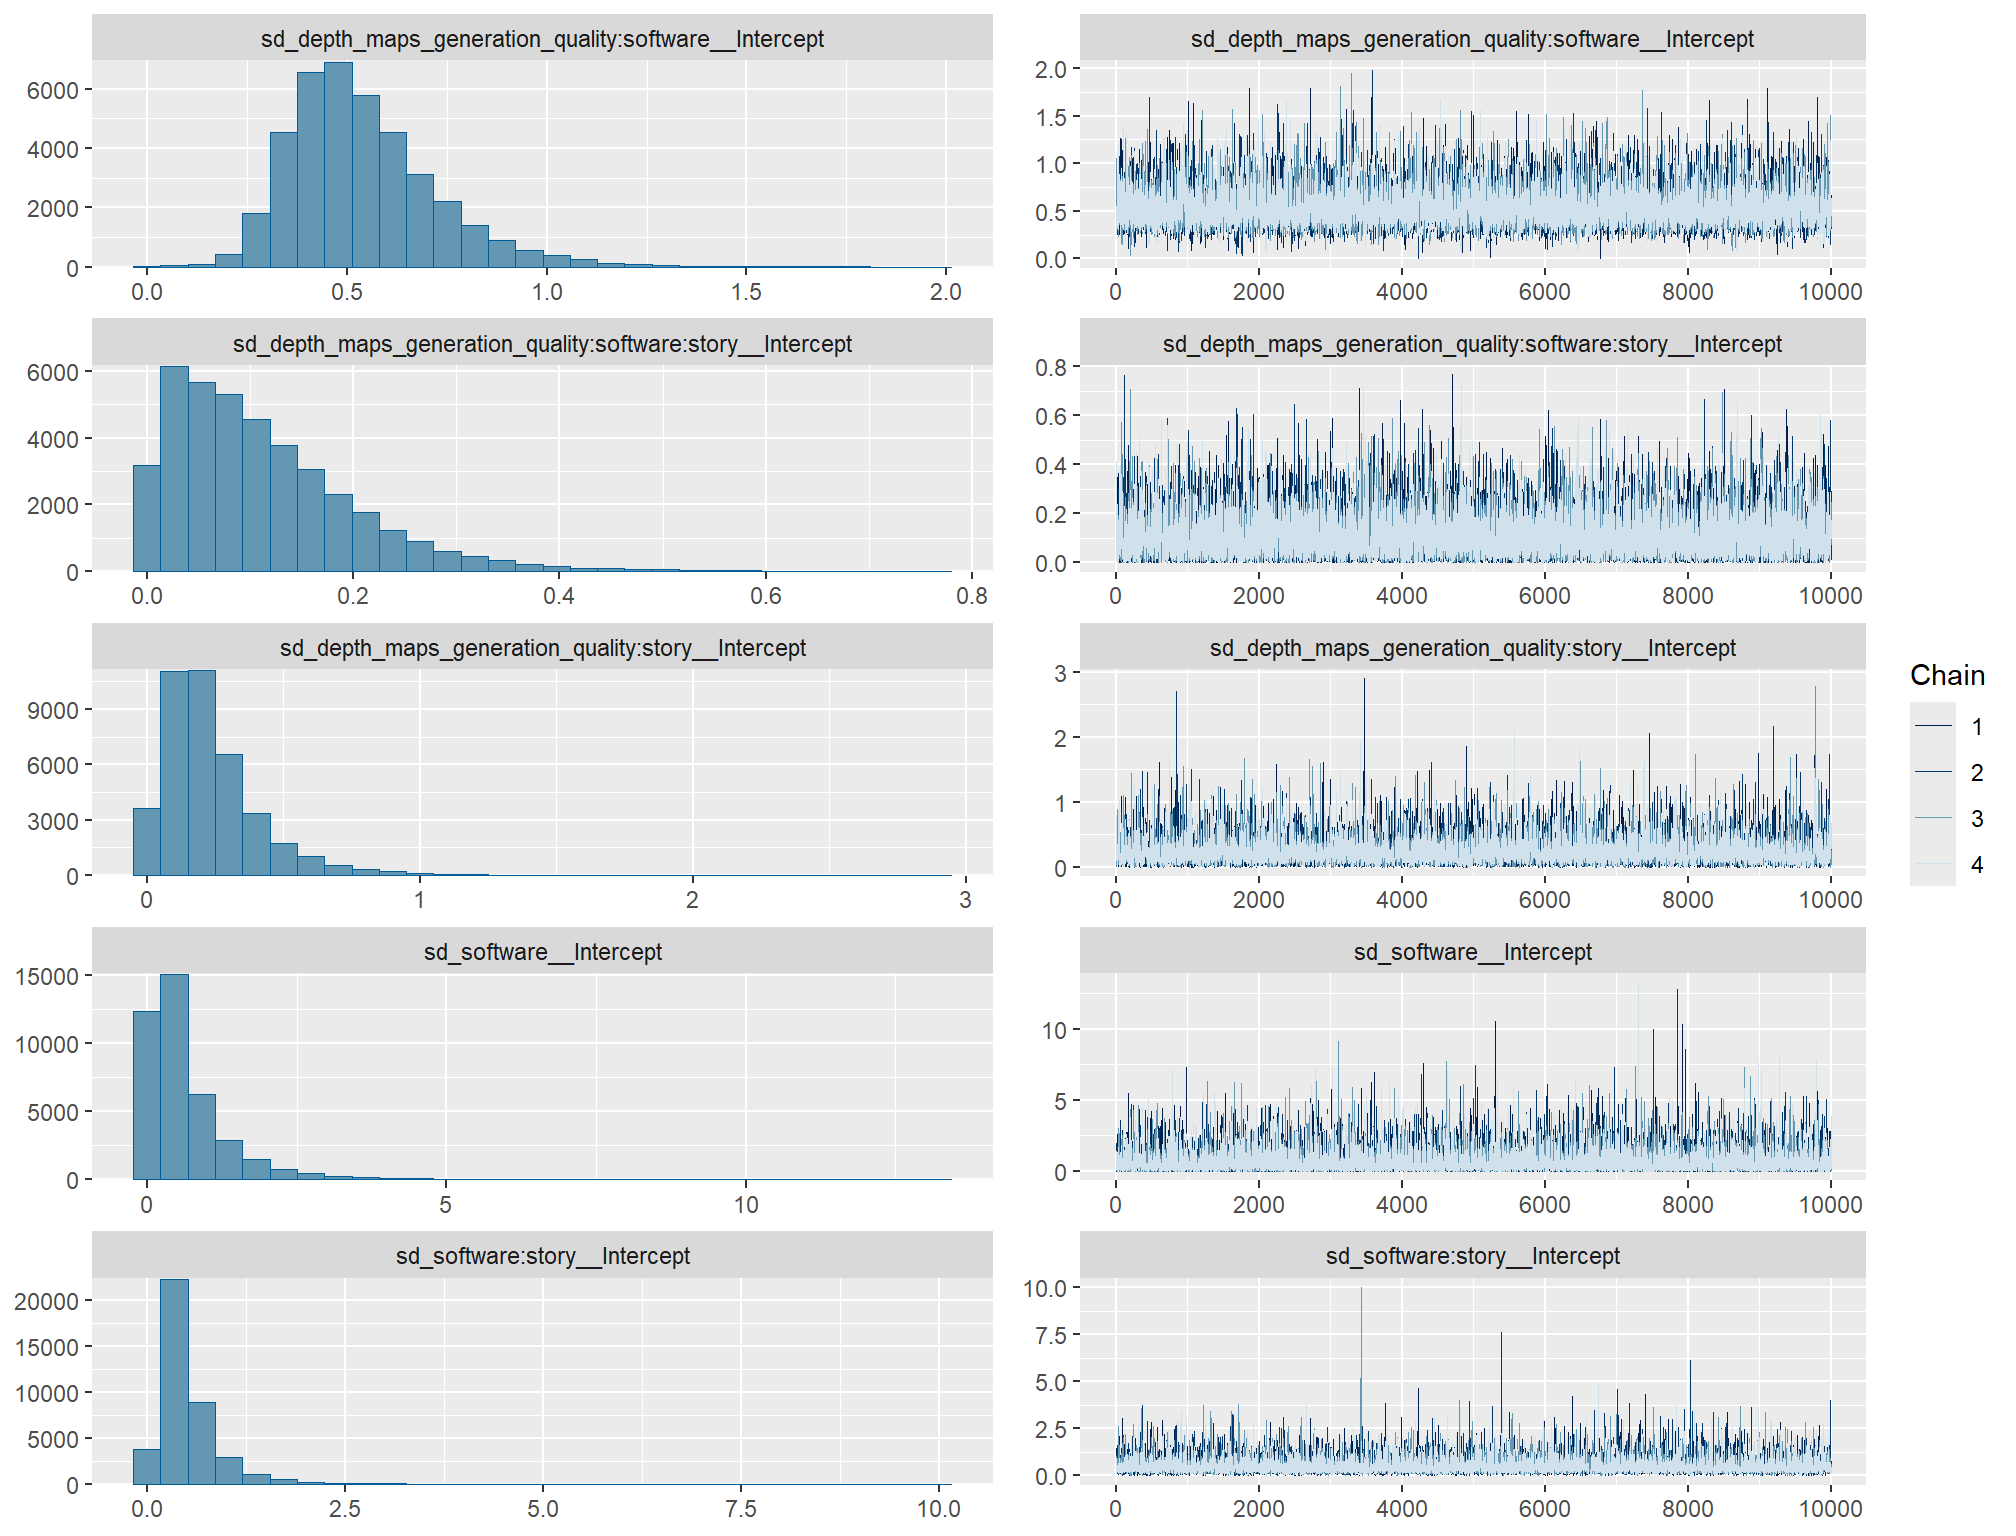 sd_depth_maps_generation_quality:software__Intercept
6000
4000
2000
0
0.0 0.5 1.0 1.5 2.0
sd_depth_maps_generation_quality:software__Intercept
2.0
1.5
1.0
0.5
0.0
0 2000 4000 6000 8000 10000
sd_depth_maps_generation_quality:software:story__Intercept
6000
4000
2000
0
0.0 0.2 0.4 0.6 0.8
sd_depth_maps_generation_quality:software:story__Intercept
0.8
0.6
0.4
0.2
0.0
0 2000 4000 6000 8000 10000
sd_depth_maps_generation_quality:story__Intercept
9000
6000
3000
0
0 1 2 3
sd_depth_maps_generation_quality:story__Intercept
3
2
1
0
0 2000 4000 6000 8000 10000
sd_software__Intercept
15000
10000
5000
0
0 5 10
sd_software__Intercept
10
5
0
0 2000 4000 6000 8000 10000
sd_software:story__Intercept
20000
15000
10000
5000
0
0.0 2.5 5.0 7.5 10.0
sd_software:story__Intercept
10.0
7.5
5.0
2.5
0.0
0 2000 4000 6000 8000 10000
Chain
1
2
3
4